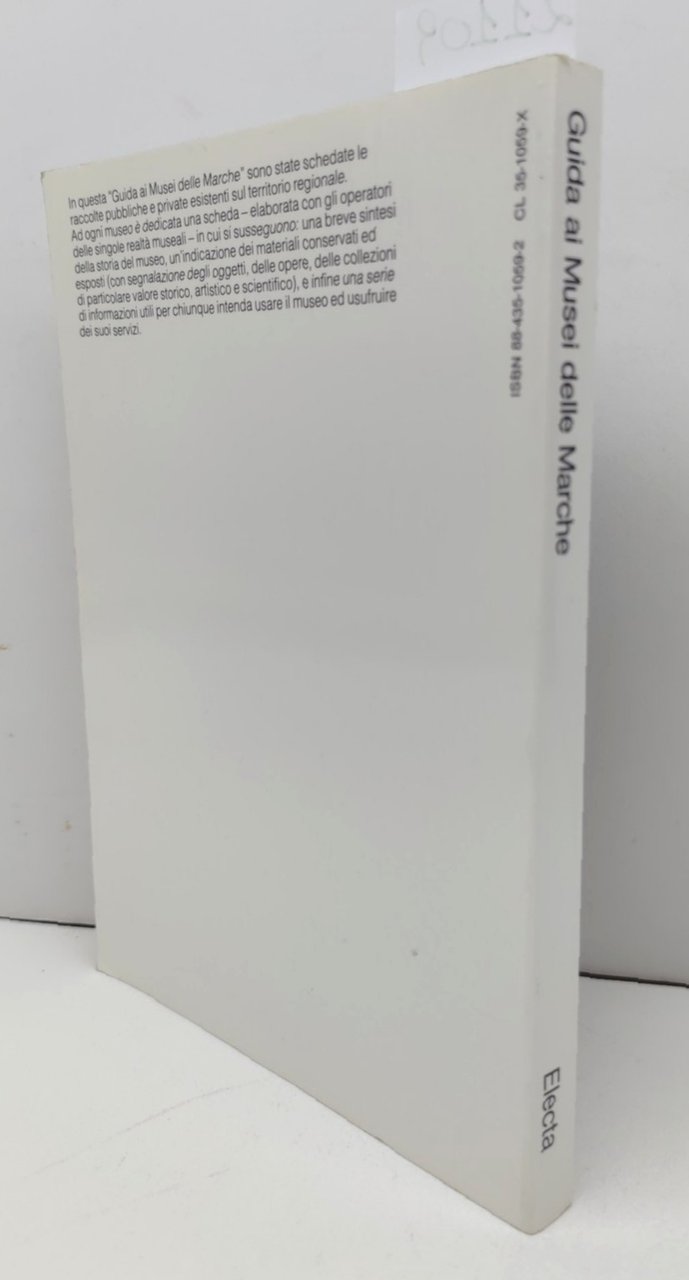 In questa "Guida ai Musei delle Marche" sono state schedate le
raccolte pubbliche e private esistenti sul territorio regionale.
Ad ogni museo è dedicata una scheda – elaborata con gli operatori
delle singole realtà museali – in cui si susseguono: una breve sintesi
della storia del museo, un'indicazione dei materiali conservati ed
esposti (con segnalazione degli oggetti, delle opere, delle collezioni
di particolare valore storico, artistico e scientifico), e infine una serie
di informazioni utili per chiunque intenda usare il museo ed usufruire
dei suoi servizi.
ISBN 88-435-1059-2 CL 35-1059-X
Guida ai Musei delle Marche
Electa